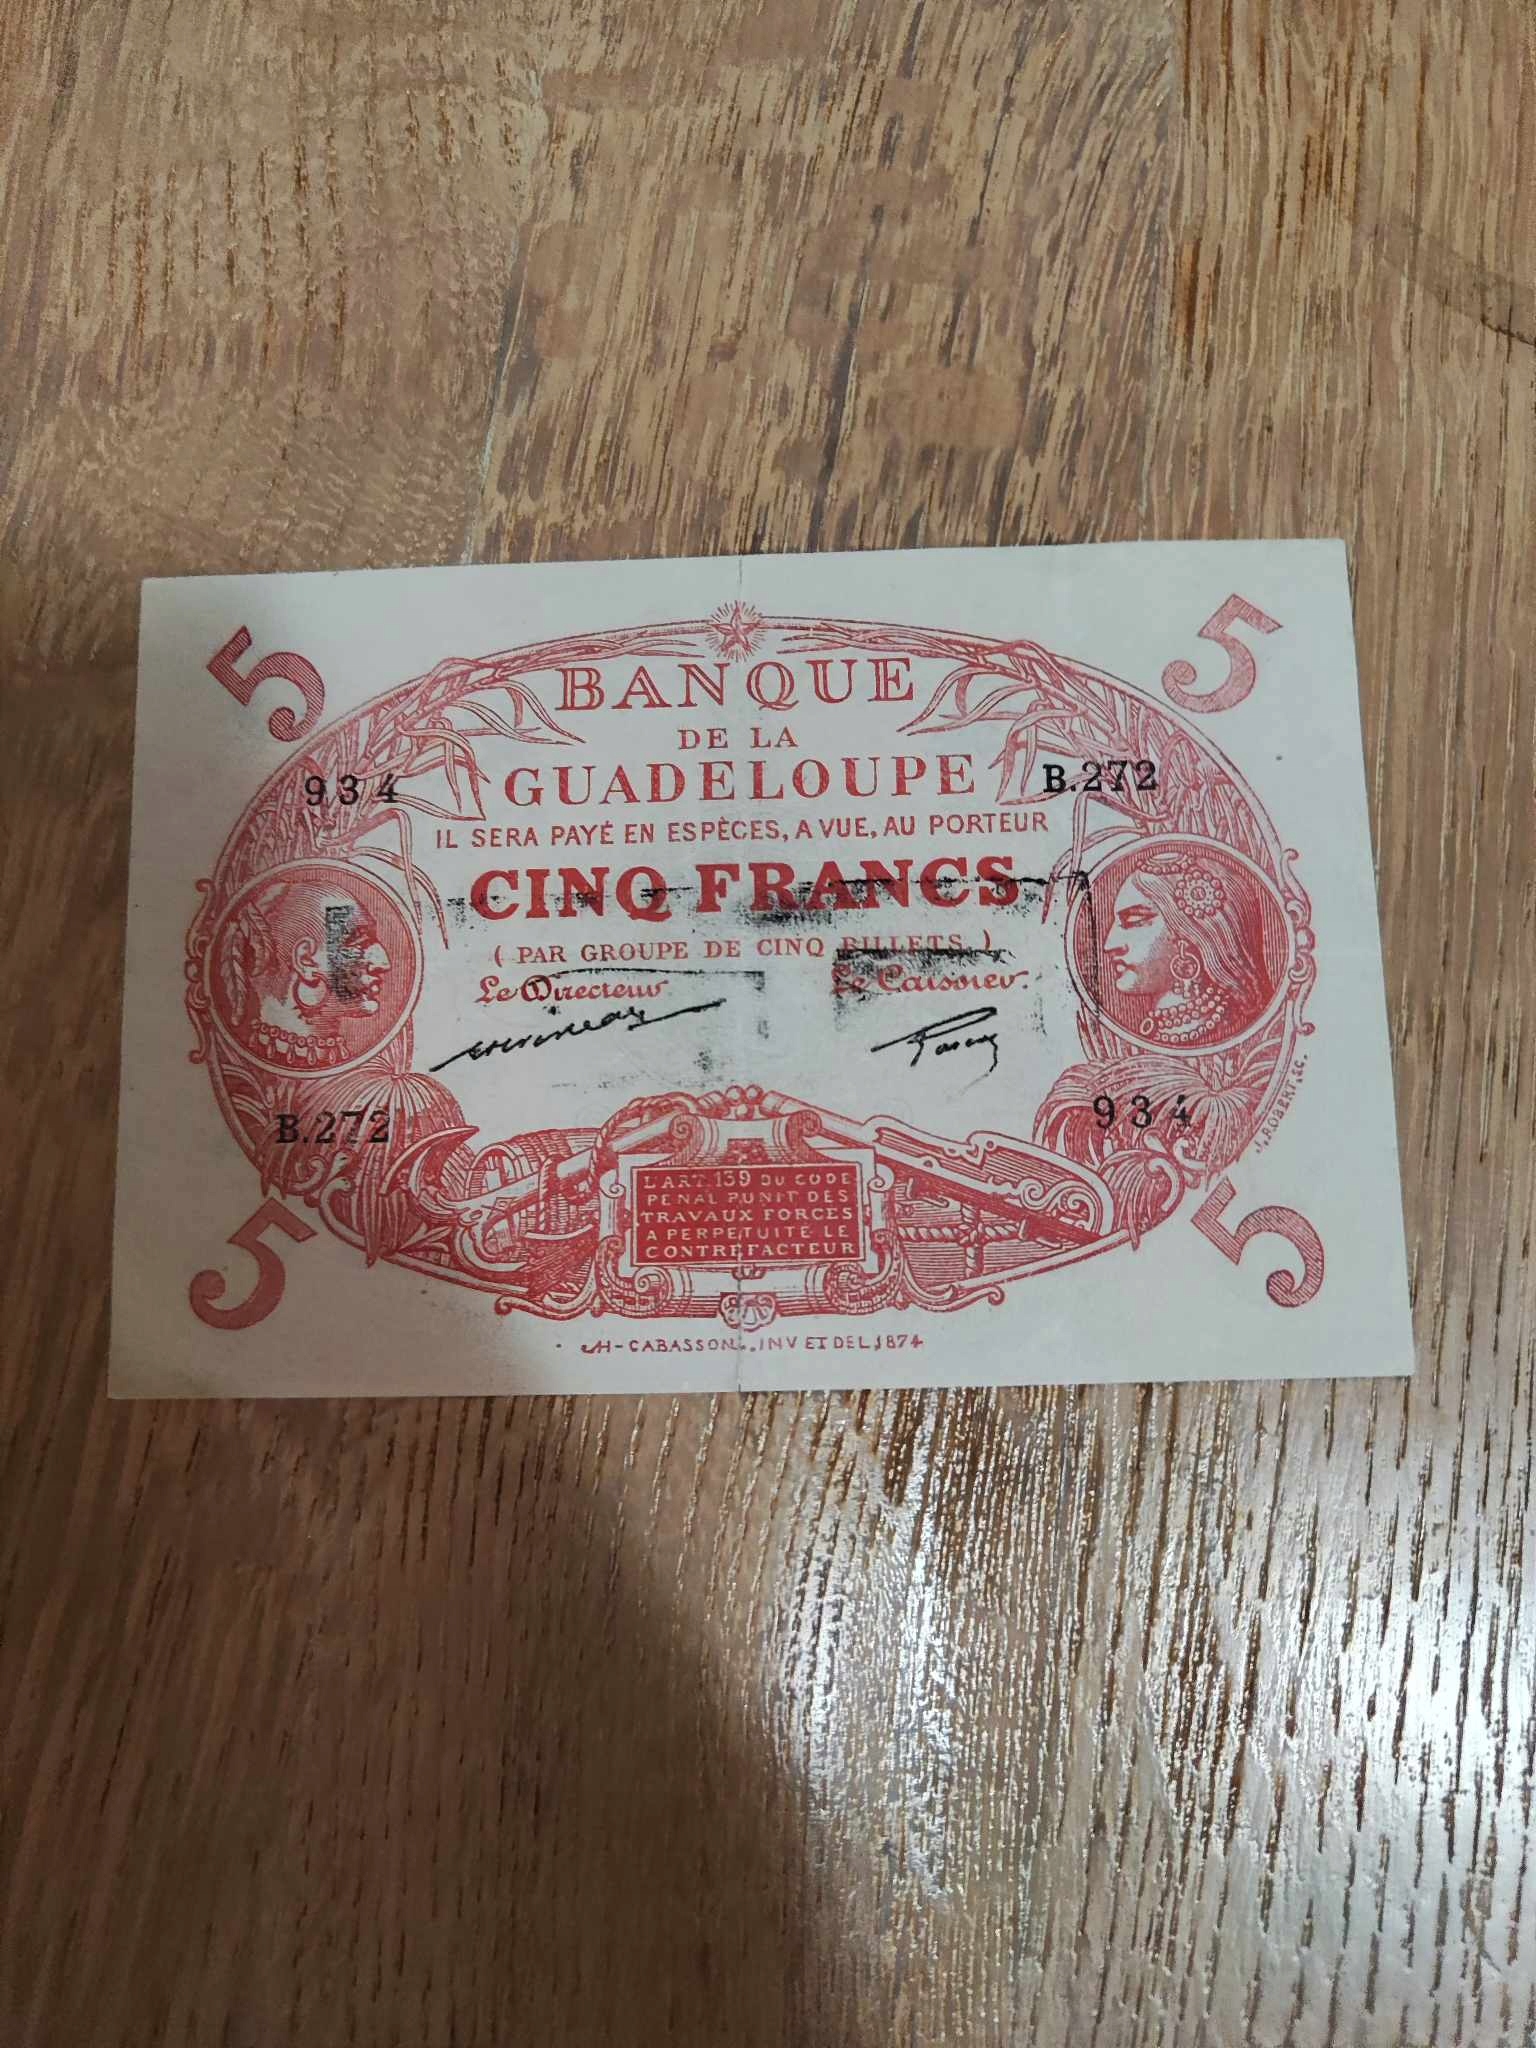 5 5
BANQUE
DE LA
GUADELOUPE
934 B.272
IL SERA PAYÉ EN ESPÈCES, A VUE, AU PORTEUR
CINQ FRANCS
( PAR GROUPE DE CINQ BILLETS )
Le Directeur Le Caissier.
B.272 934
J. ROBERT. SC.
L'ART. 139 DU CODE
PENAL PUNIT DES
TRAVAUX FORCES
A PERPETUITE LE
CONTREFACTEUR
5 5
H-CABASSON.. INV ET DEL, 1874